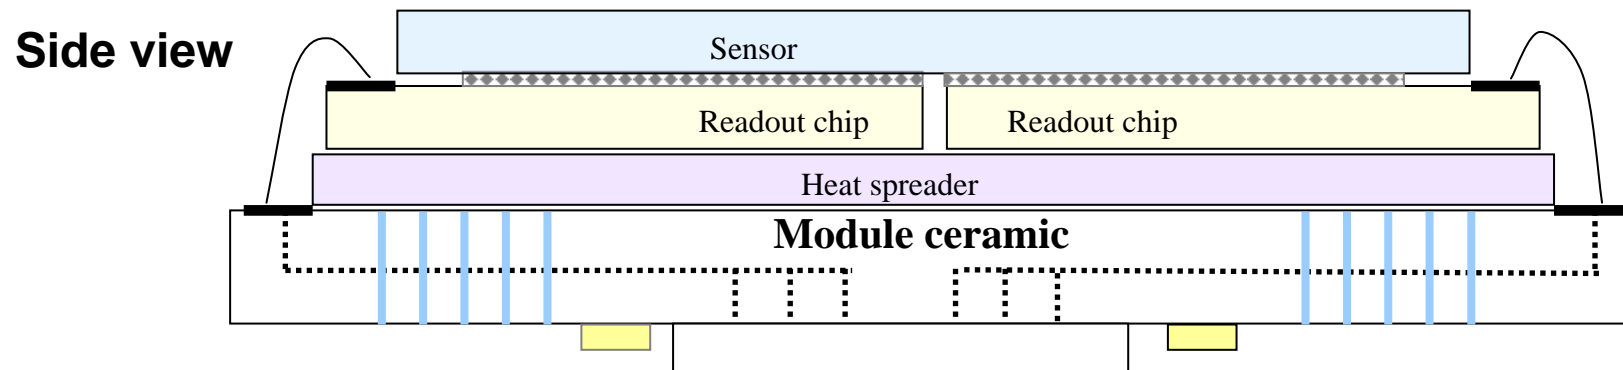 Side view
Sensor
Readout chip
Readout chip
Heat spreader
Module ceramic